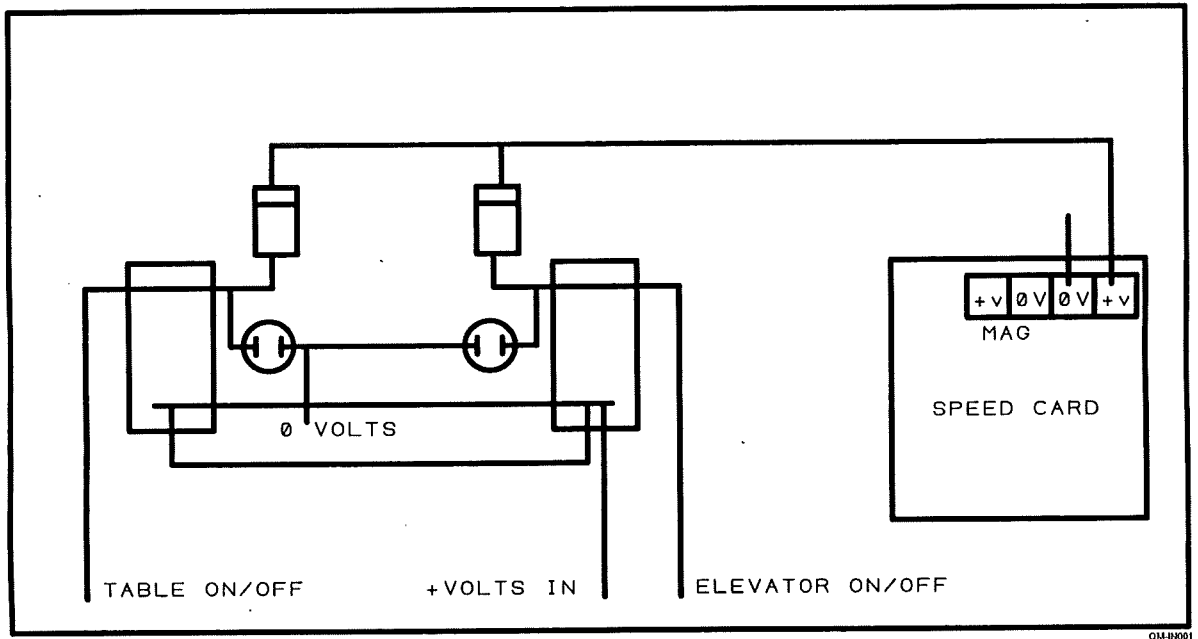 +v 0V 0V +v
MAG
SPEED CARD
0 VOLTS
TABLE ON/OFF +VOLTS IN ELEVATOR ON/OFF